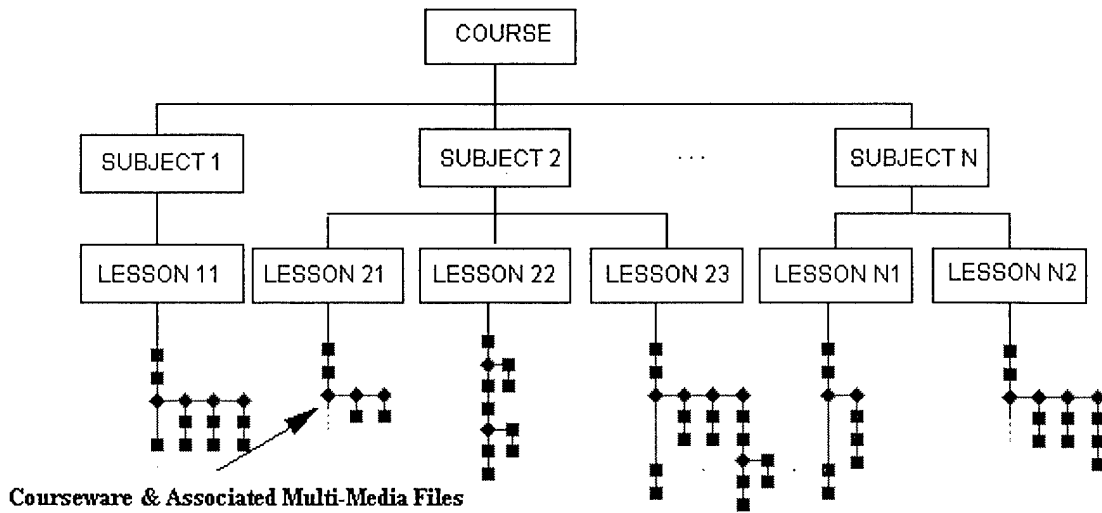 COURSE
SUBJECT 1
SUBJECT 2
...
SUBJECT N
LESSON 11
LESSON 21
LESSON 22
LESSON 23
LESSON N1
LESSON N2
Courseware & Associated Multi-Media Files